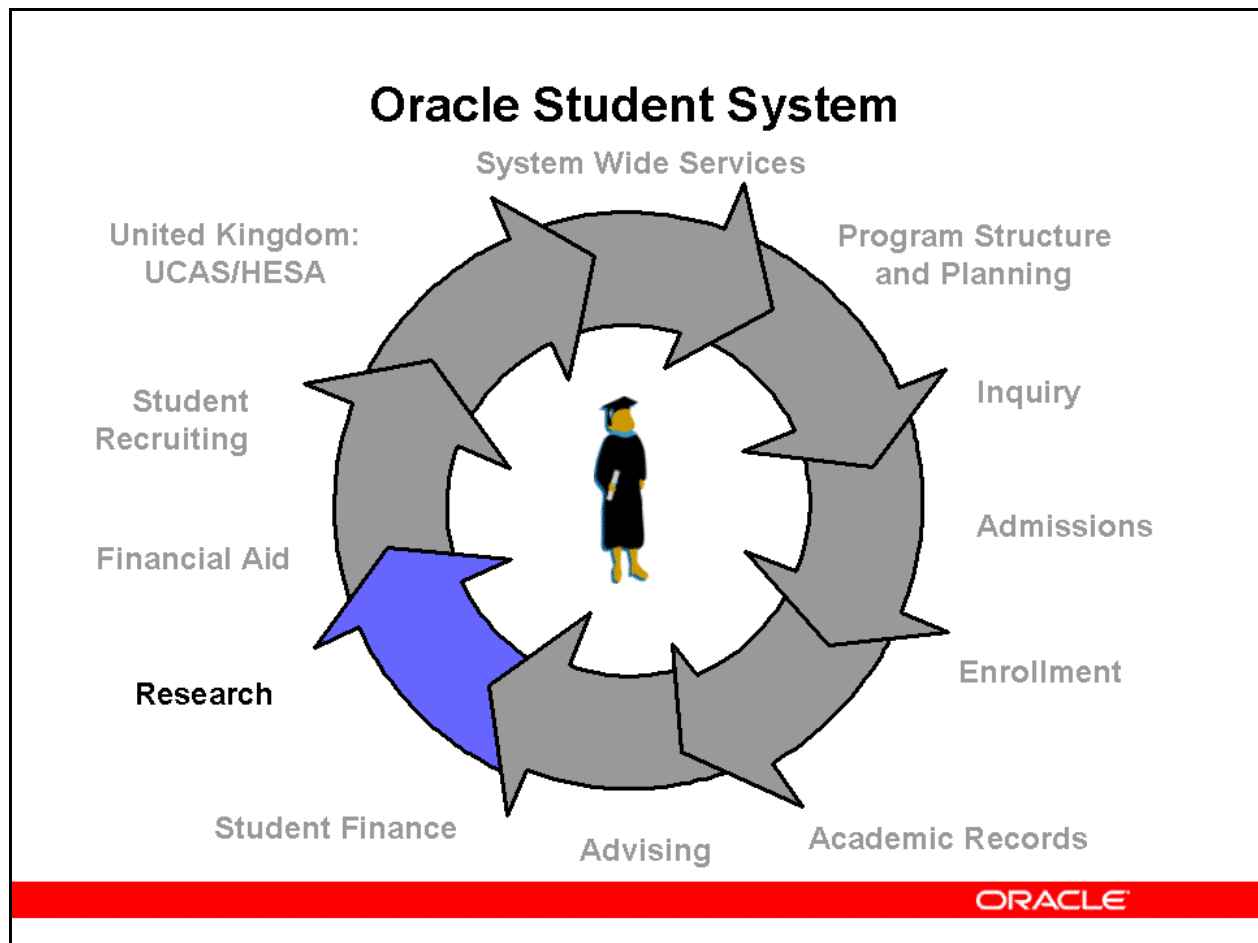 Oracle Student System
System Wide Services
United Kingdom:
UCAS/HESA
Program Structure
and Planning
Student
Recruiting
Inquiry
Financial Aid
Admissions
Research
Enrollment
Student Finance
Advising
Academic Records
ORACLE